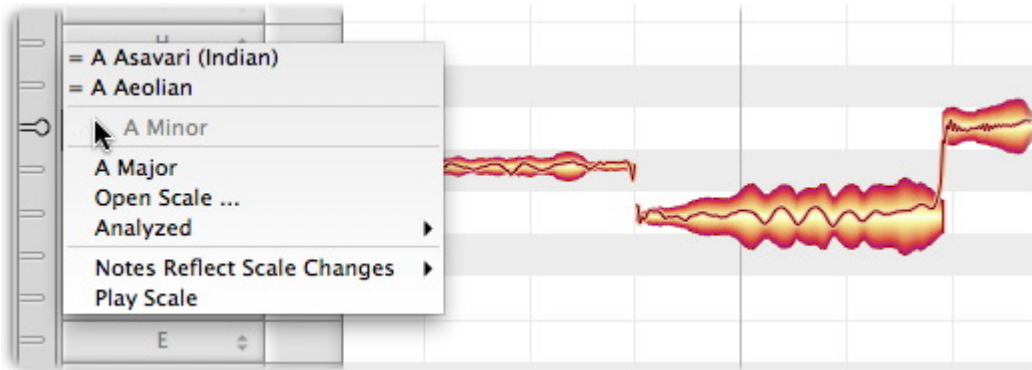 = A Asavari (Indian)
= A Aeolian
A Minor
A Major
Open Scale ...
Analyzed
Notes Reflect Scale Changes
Play Scale
E